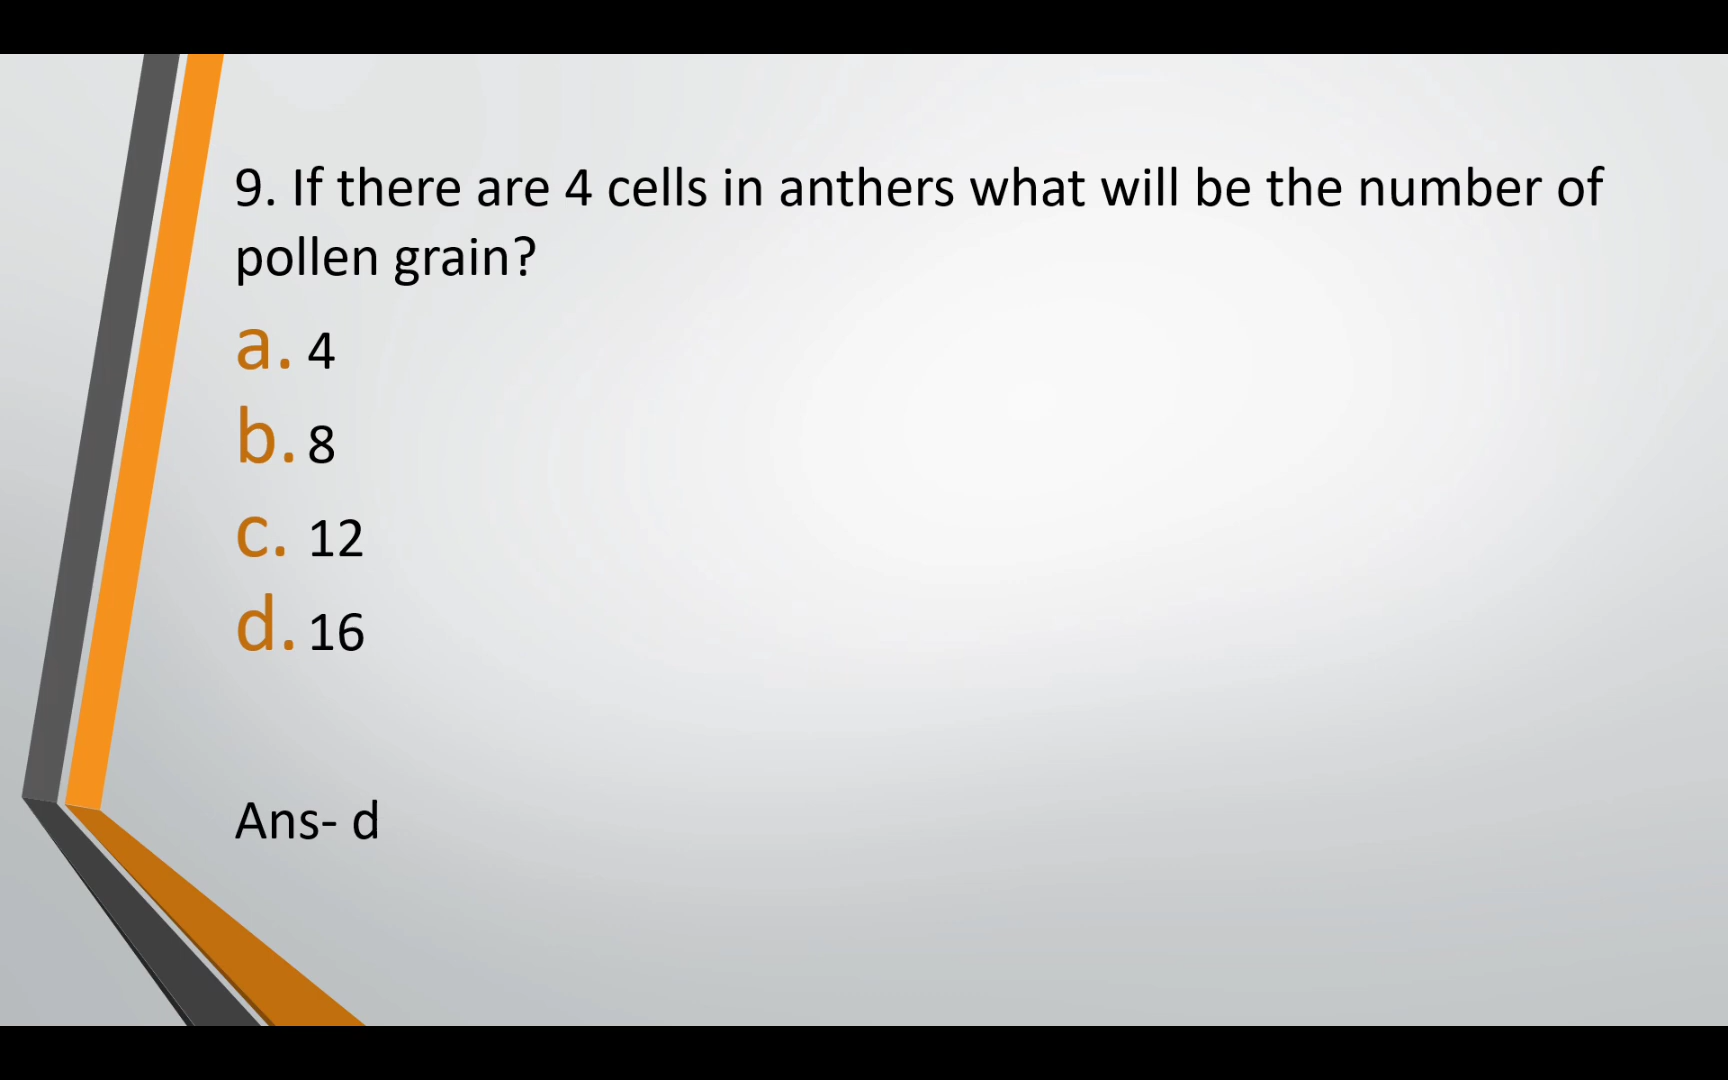 9. If there are 4 cells in anthers what will be the number of
pollen grain?
a. 4
b. 8
c. 12
d. 16
Ans- d